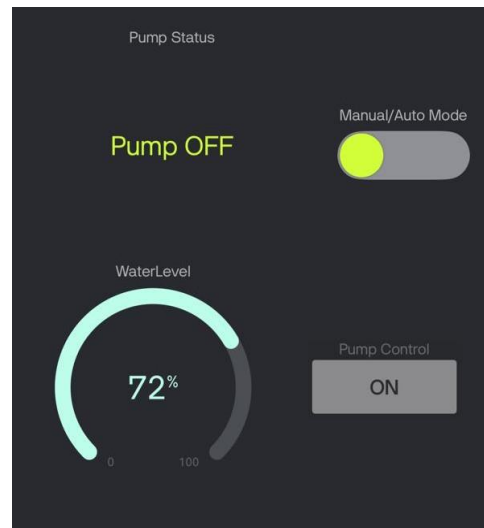 Pump Status
Manual/Auto Mode
Pump OFF
WaterLevel
72%
0 100
Pump Control
ON